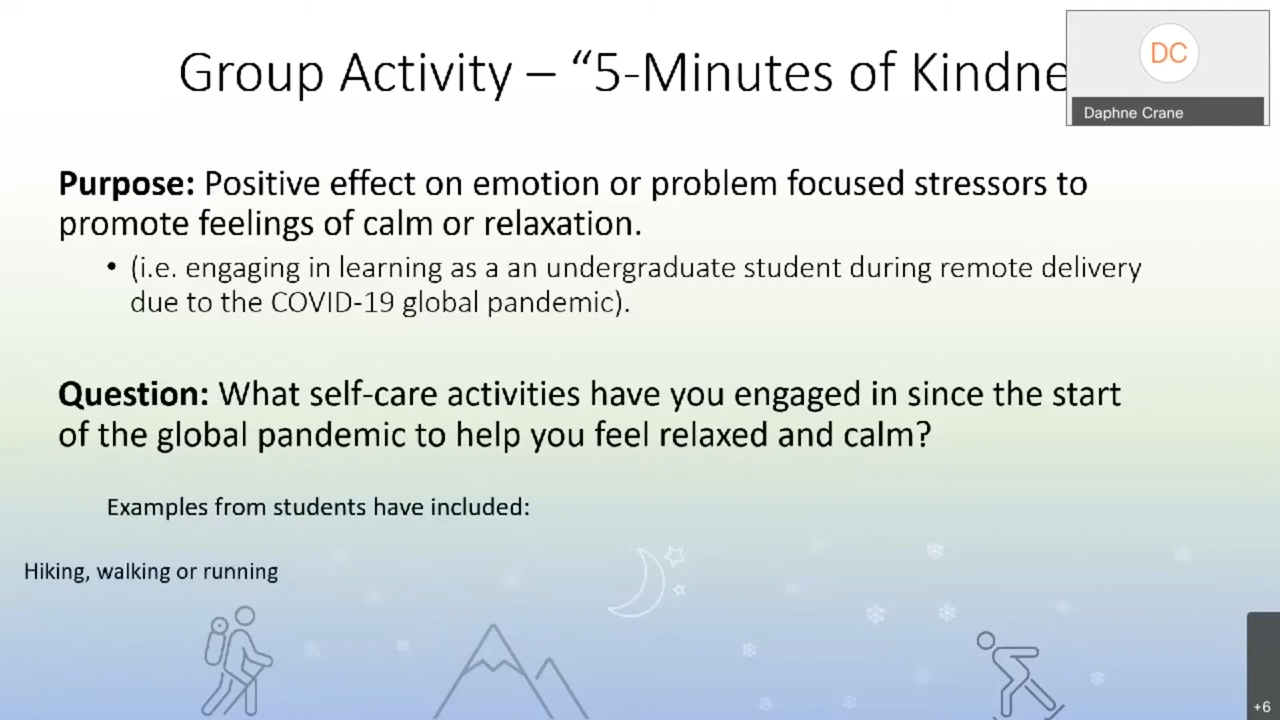 Group Activity – “5-Minutes of Kindne
DC
Daphne Crane
Purpose: Positive effect on emotion or problem focused stressors to
promote feelings of calm or relaxation.
• (i.e. engaging in learning as a an undergraduate student during remote delivery
due to the COVID-19 global pandemic).
Question: What self-care activities have you engaged in since the start
of the global pandemic to help you feel relaxed and calm?
Examples from students have included:
Hiking, walking or running
+6